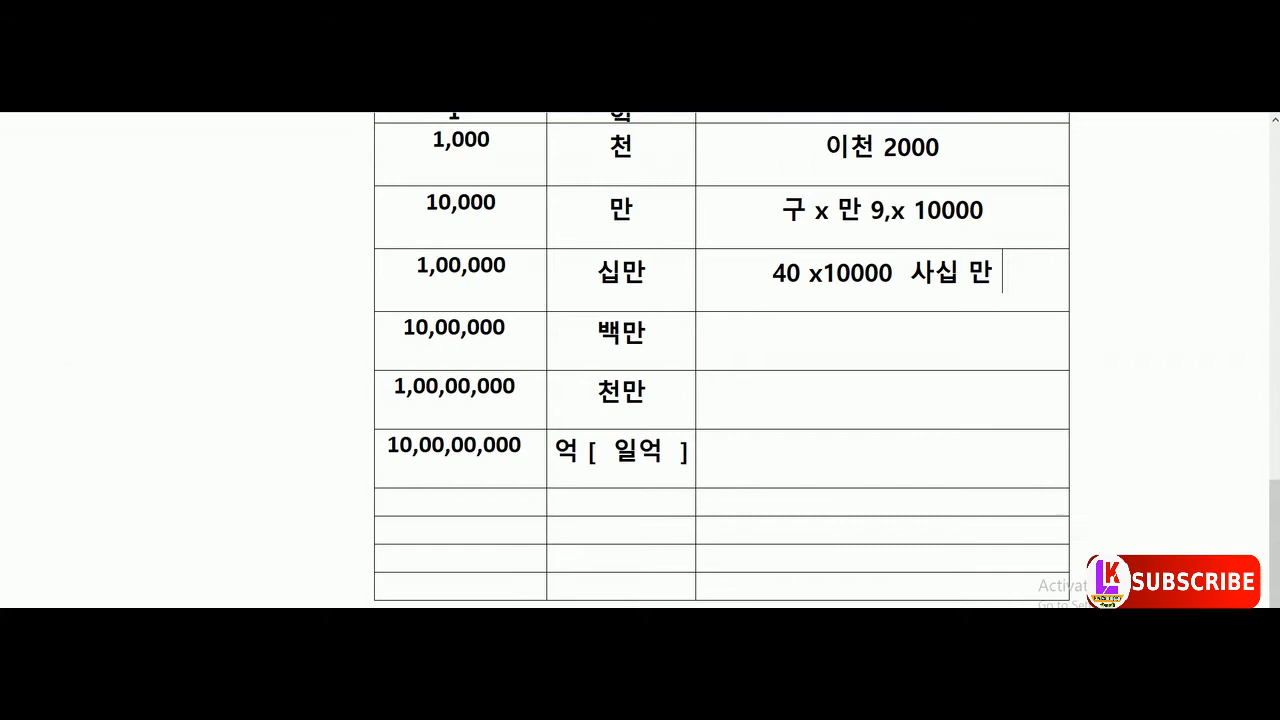 1,000 천 이천 2000
10,000 만 구 x 만 9,x 10000
1,00,000 십만 40 x10000 사십 만
10,00,000 백만
1,00,00,000 천만
10,00,00,000 억 [ 일억 ]
Activat
SUBSCRIBE